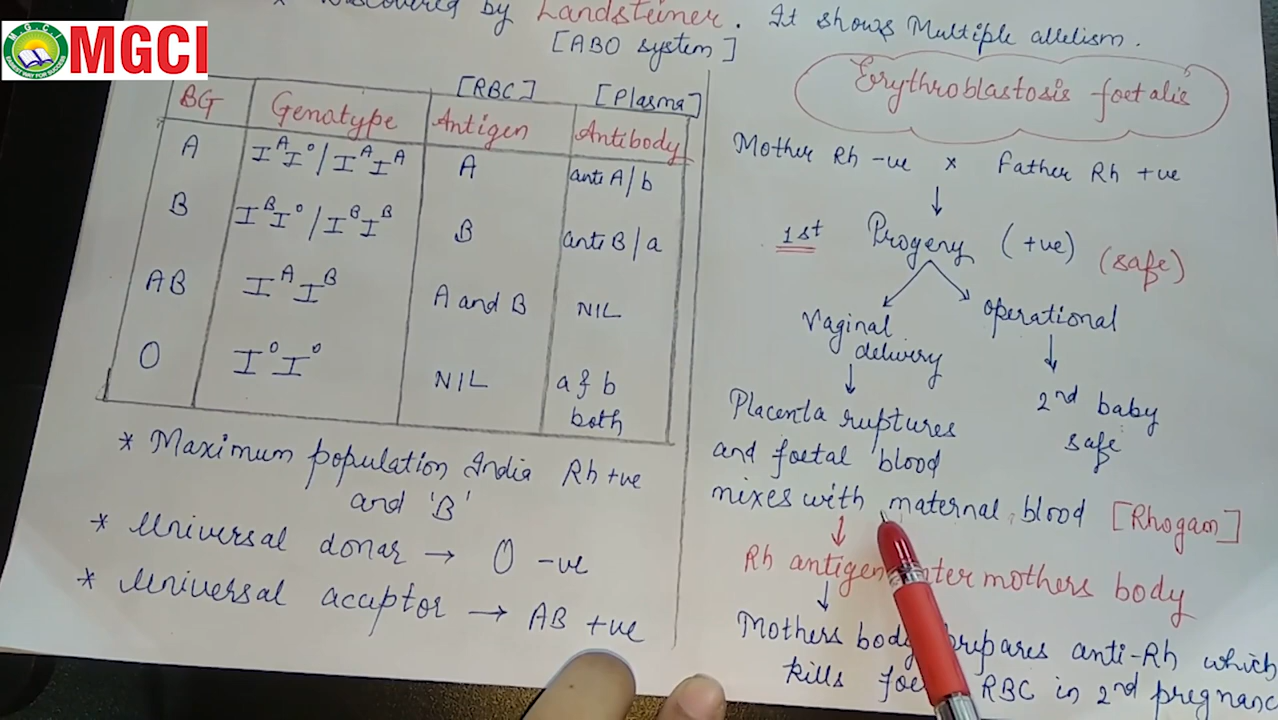 Discovered by Landsteiner. It shows Multiple allelism.
[ABO system]
M.G.C.I
MGCI
[RBC] [Plasma]
BG Genotype Antigen Antibody
A IᴬI⁰/IᴬIᴬ A anti A/b
B IᴮI⁰/IᴮIᴮ B anti B/a
AB IᴬIᴮ A and B NIL
O I⁰I⁰ NIL a & b
both
* Maximum population India Rh +ve
and 'B'
* Universal donar → O -ve
* Universal acceptor → AB +ve
Erythroblastosis foetalis
Mother Rh -ve × Father Rh +ve
1st Progeny (+ve) (safe)
Vaginal delivery
operational
Placenta ruptures
and foetal blood
mixes with maternal blood [Rhogam]
2nd baby
safe
Rh antigen enter mothers body
Mothers body prepares anti-Rh which
kills RBC in 2nd pregnanc